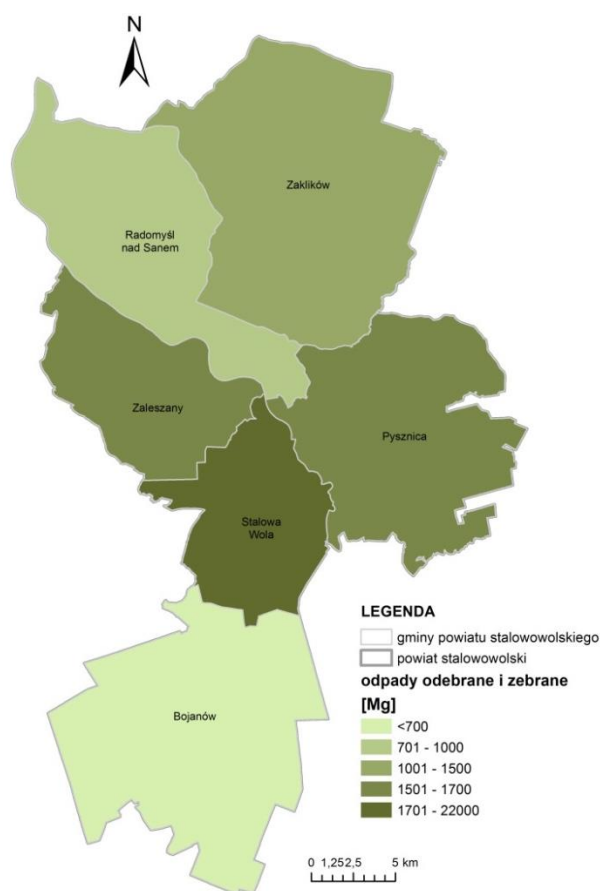 N
Zaklików
Radomyśl
nad Sanem
Zaleszany
Pysznica
Stalowa
Wola
Bojanów
LEGENDA
gminy powiatu stalowowolskiego
powiat stalowowolski
odpady odebrane i zebrane
[Mg]
<700
701 - 1000
1001 - 1500
1501 - 1700
1701 - 22000
0 1,252,5 5 km